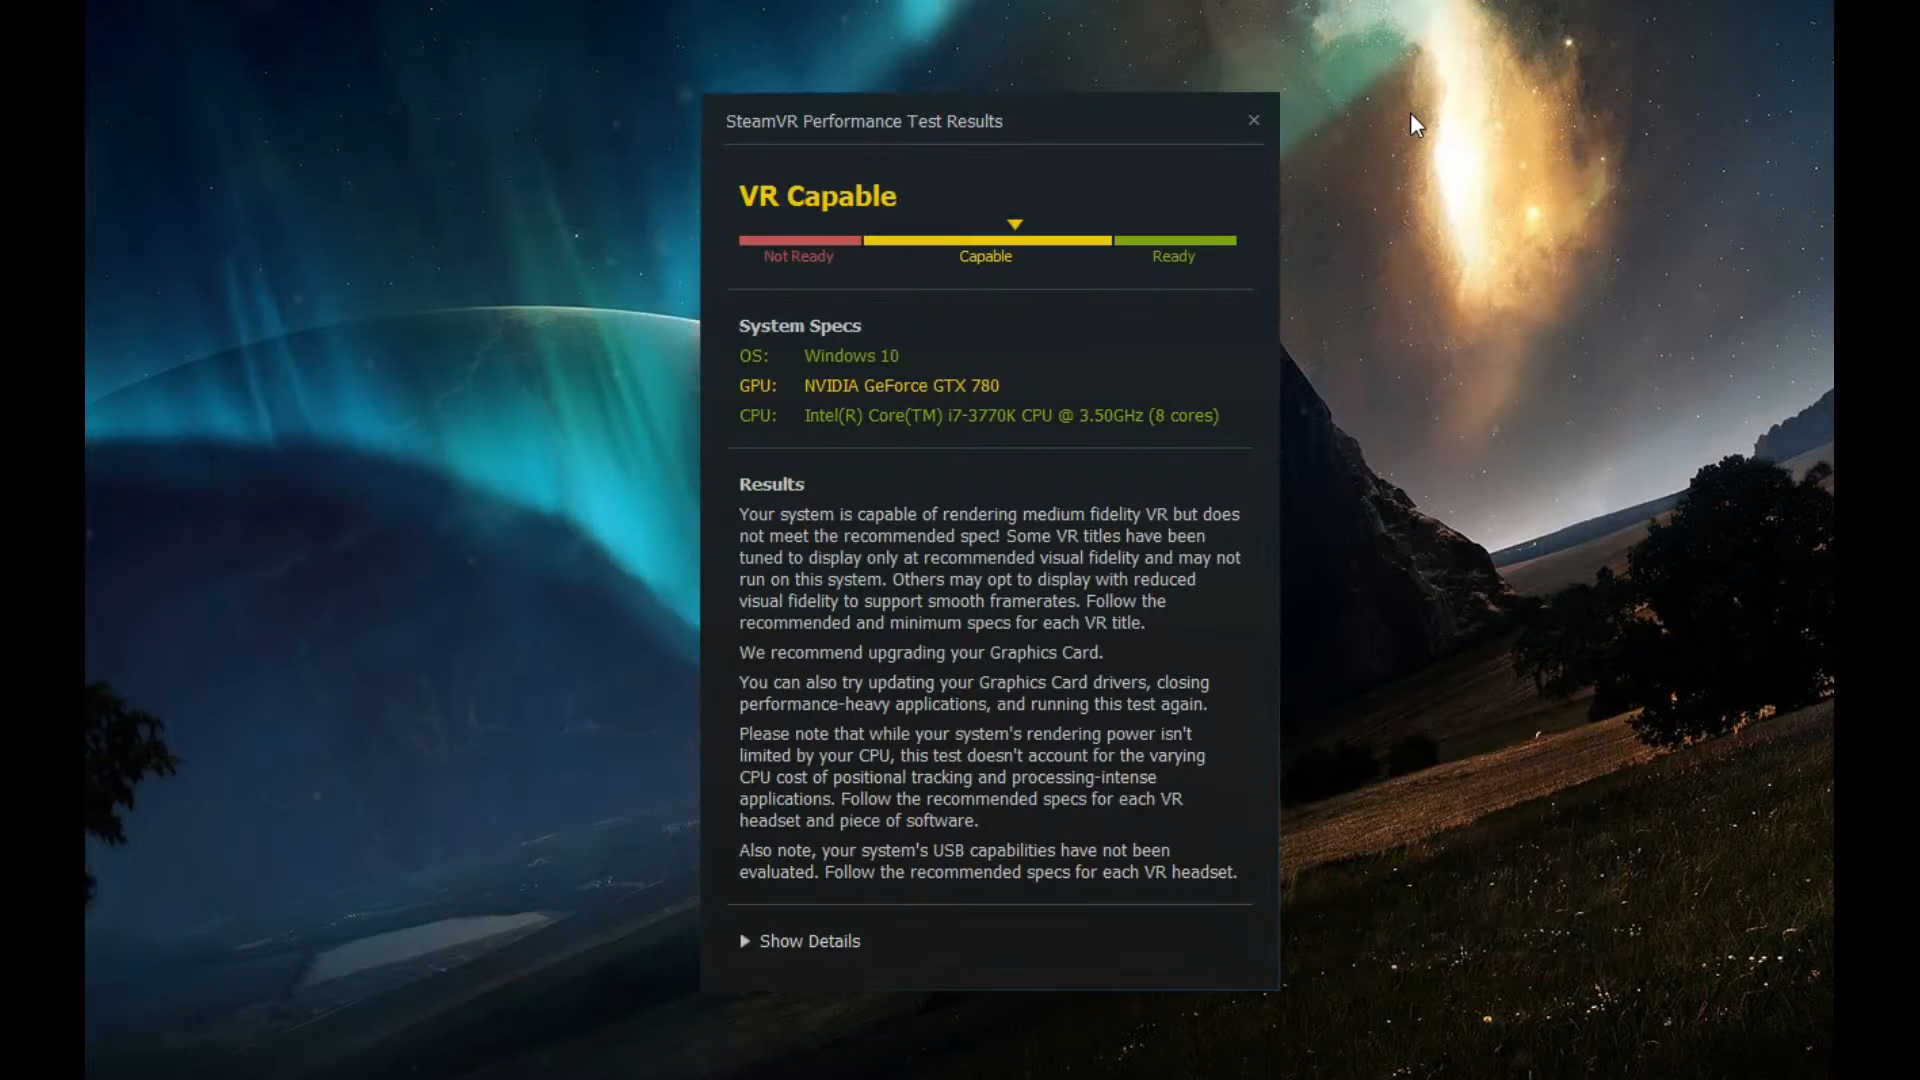 SteamVR Performance Test Results
VR Capable
Not Ready Capable Ready
System Specs
OS: Windows 10
GPU: NVIDIA GeForce GTX 780
CPU: Intel(R) Core(TM) i7-3770K CPU @ 3.50GHz (8 cores)
Results
Your system is capable of rendering medium fidelity VR but does
not meet the recommended spec! Some VR titles have been
tuned to display only at recommended visual fidelity and may not
run on this system. Others may opt to display with reduced
visual fidelity to support smooth framerates. Follow the
recommended and minimum specs for each VR title.
We recommend upgrading your Graphics Card.
You can also try updating your Graphics Card drivers, closing
performance-heavy applications, and running this test again.
Please note that while your system's rendering power isn't
limited by your CPU, this test doesn't account for the varying
CPU cost of positional tracking and processing-intense
applications. Follow the recommended specs for each VR
headset and piece of software.
Also note, your system's USB capabilities have not been
evaluated. Follow the recommended specs for each VR headset.
Show Details